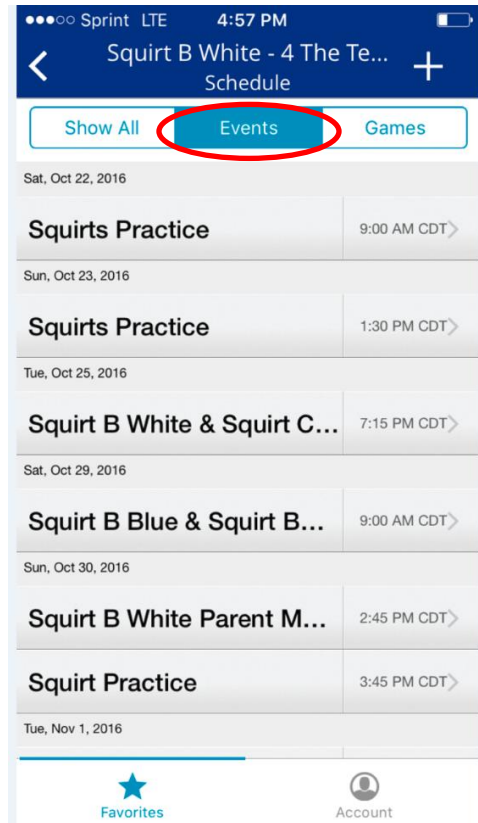 ●●●○○ Sprint LTE 4:57 PM
Squirt B White - 4 The Te...
Schedule
Show All Events Games
Sat, Oct 22, 2016
Squirts Practice 9:00 AM CDT
Sun, Oct 23, 2016
Squirts Practice 1:30 PM CDT
Tue, Oct 25, 2016
Squirt B White & Squirt C... 7:15 PM CDT
Sat, Oct 29, 2016
Squirt B Blue & Squirt B... 9:00 AM CDT
Sun, Oct 30, 2016
Squirt B White Parent M... 2:45 PM CDT
Squirt Practice 3:45 PM CDT
Tue, Nov 1, 2016
Favorites Account